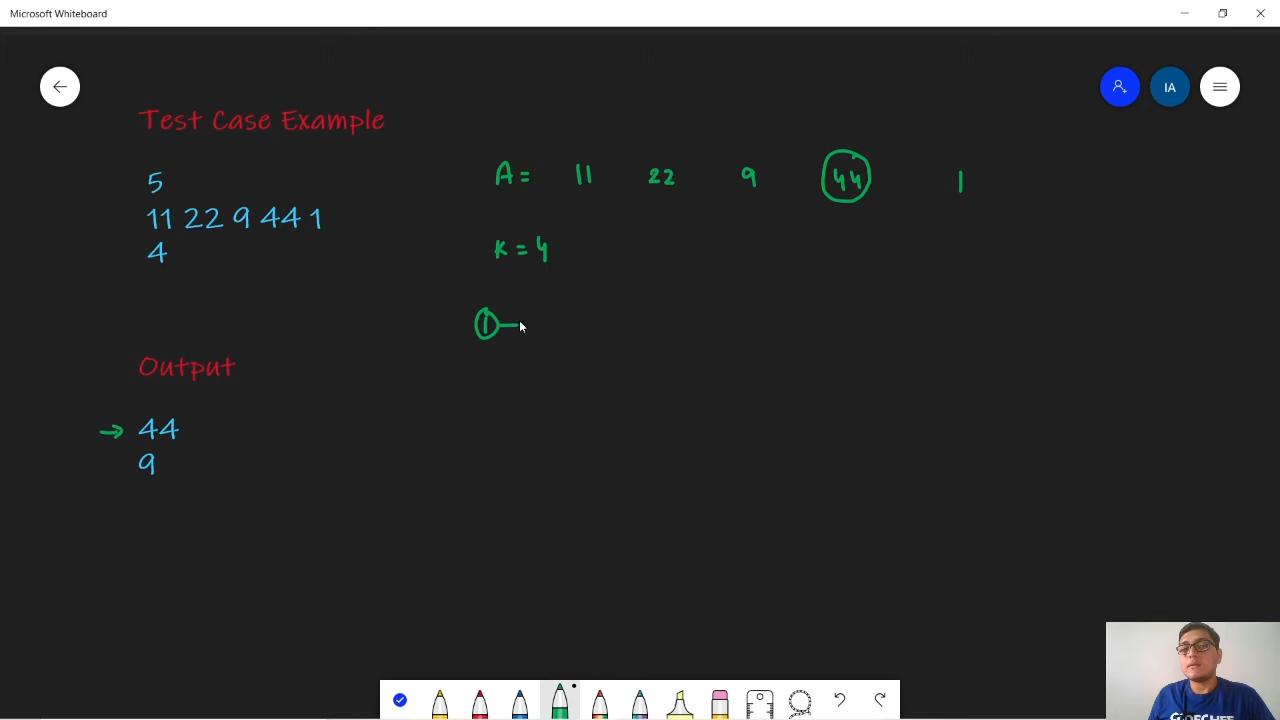 Microsoft Whiteboard
IA
Test Case Example
5
11 22 9 44 1
4
A = 11 22 9 44 1
K = 4
1
Output
→ 44
9